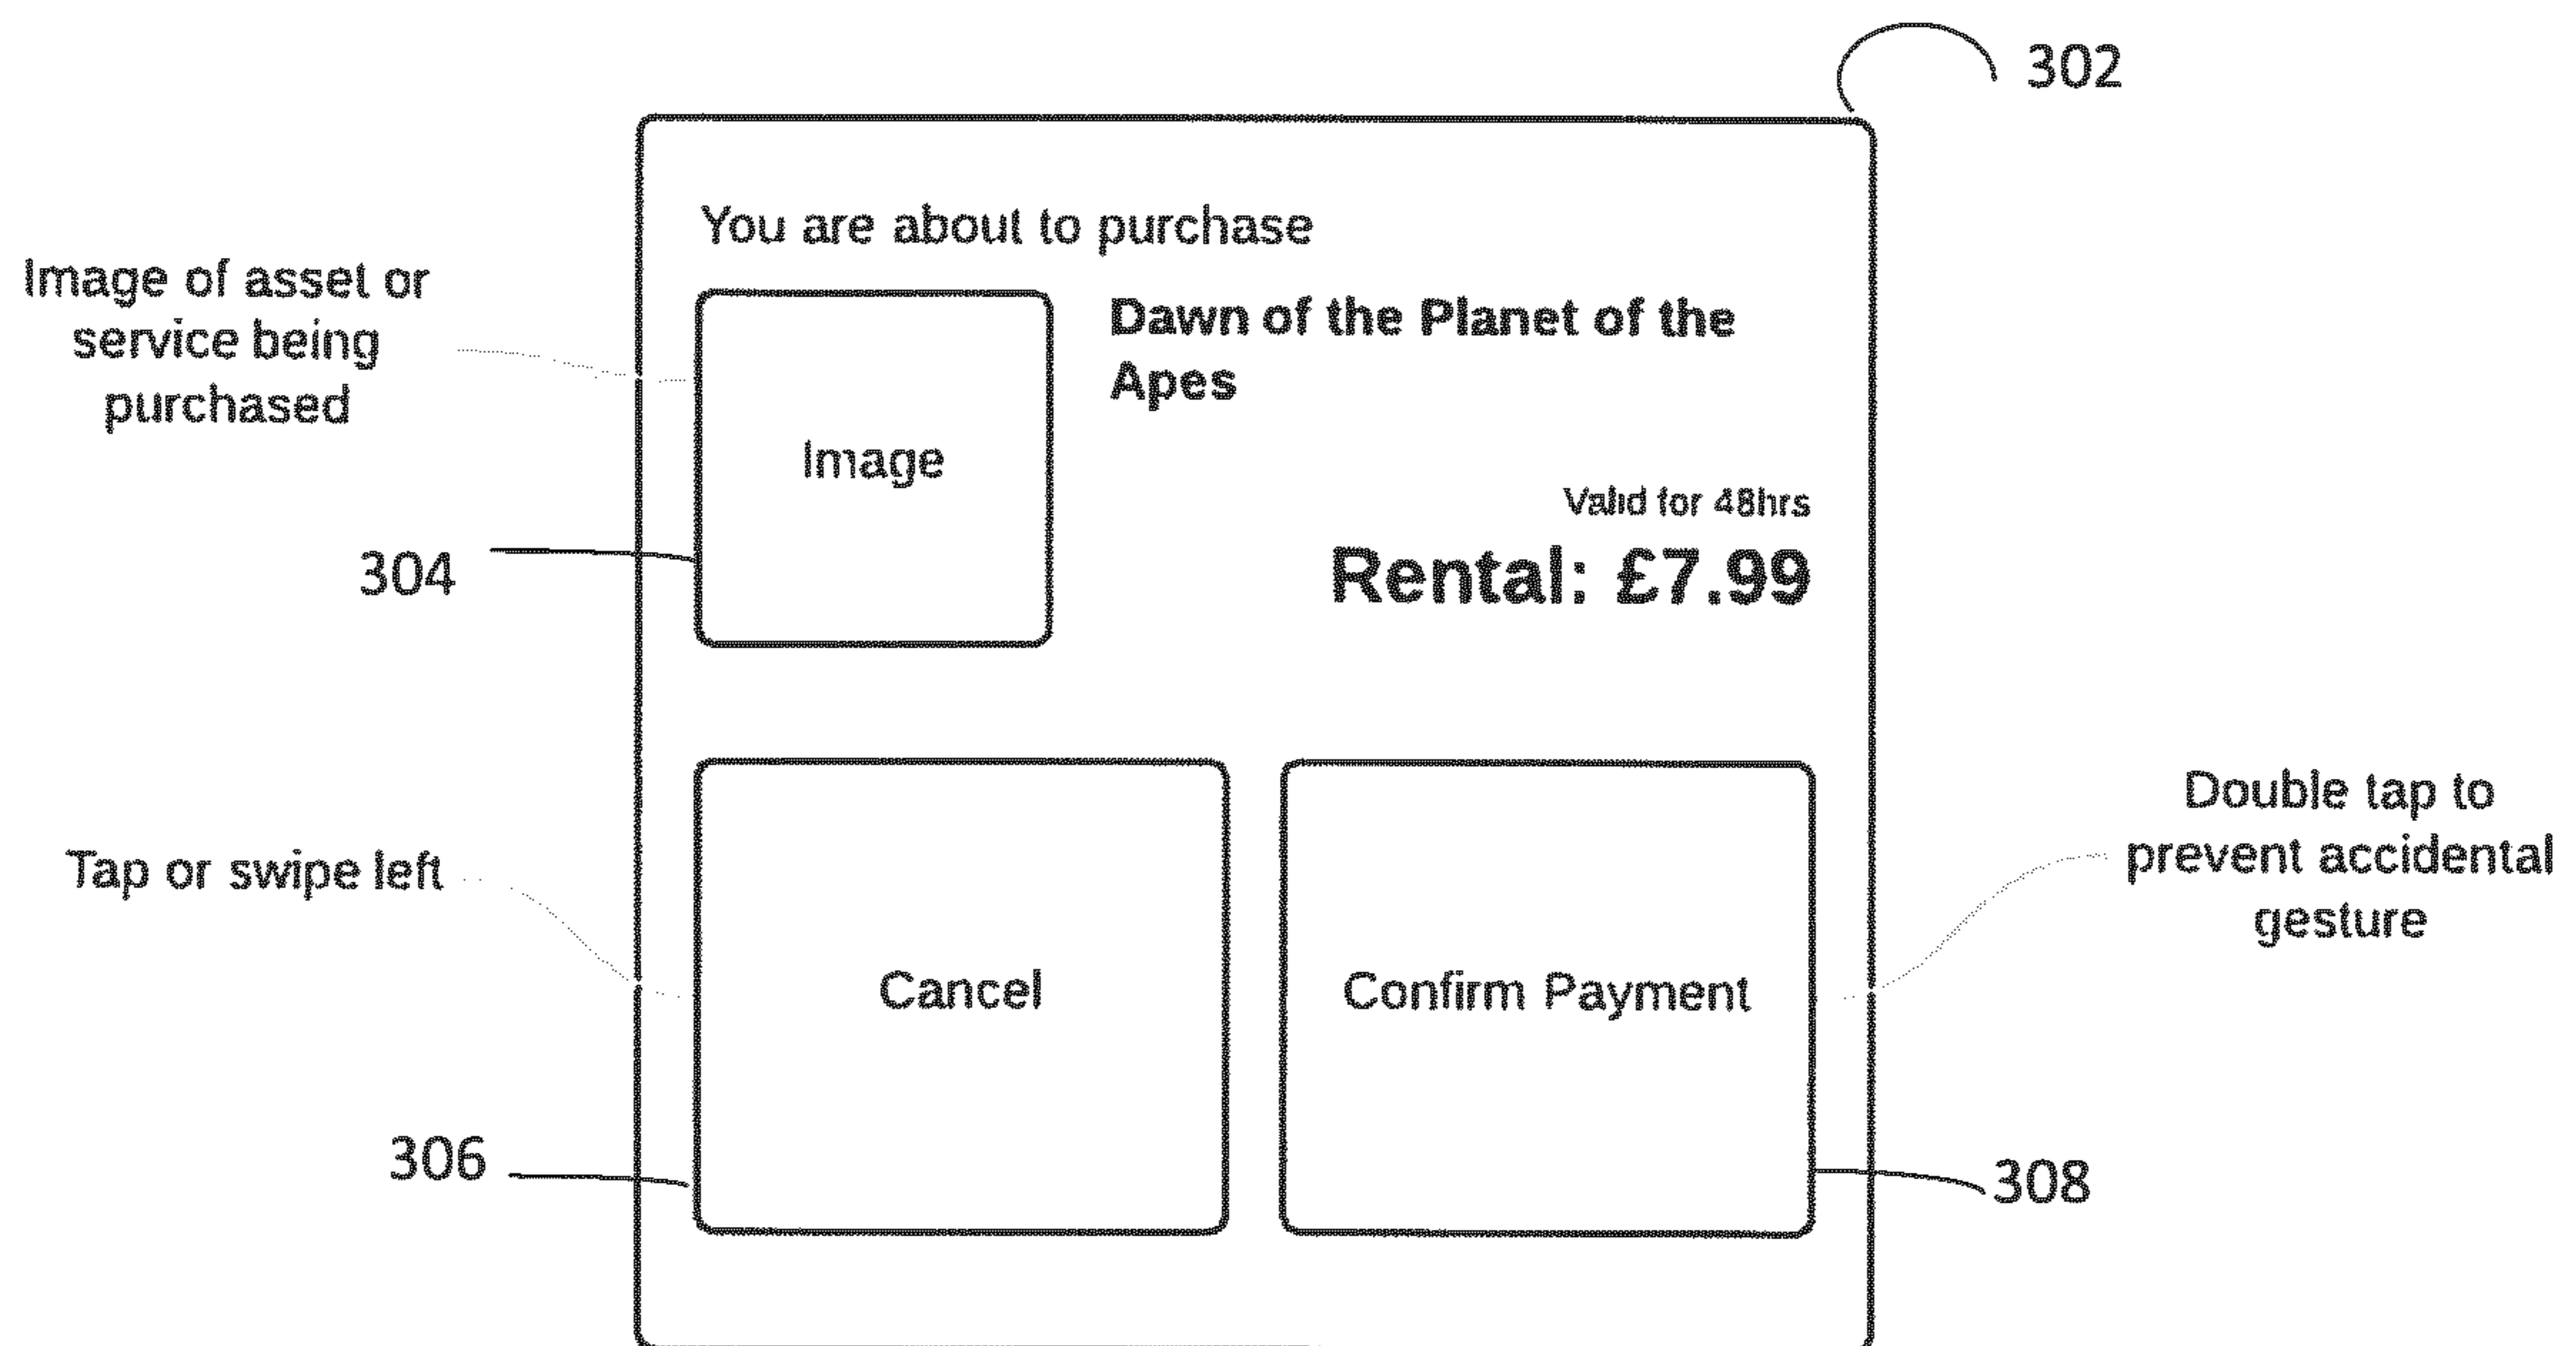 302
You are about to purchase
Image of asset or
service being
purchased
Dawn of the Planet of the
Apes
Image
Valid for 48hrs
Rental: £7.99
304
Tap or swipe left
Double tap to
prevent accidental
gesture
Cancel
Confirm Payment
306
308